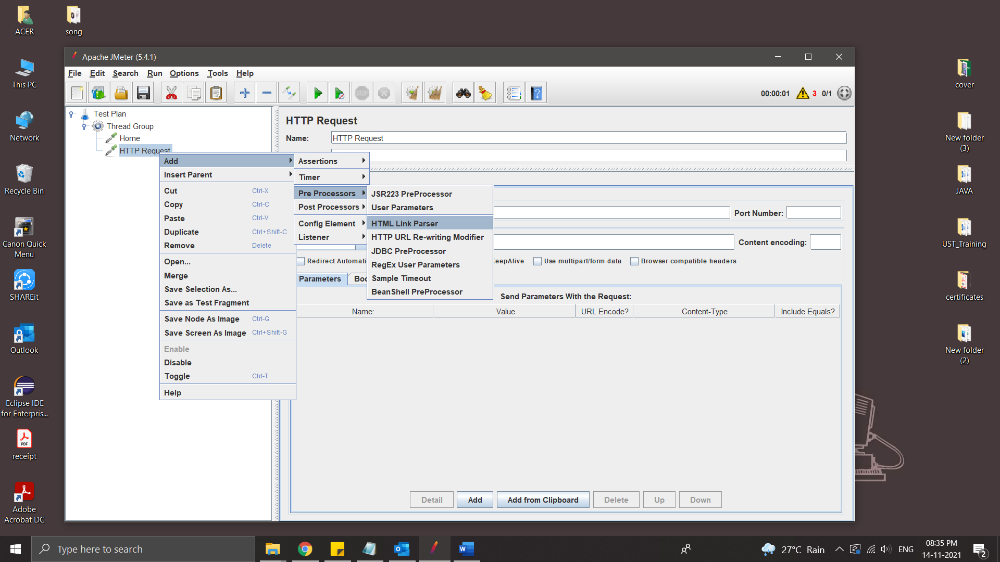 ACER
song
This PC
Network
Recycle Bin
Canon Quick
Menu
SHAREit
Outlook
Eclipse IDE
for Enterpris...
receipt
Adobe
Acrobat DC
cover
New folder
(3)
JAVA
UST_Training
certificates
New folder
(2)
Apache JMeter (5.4.1)
File Edit Search Run Options Tools Help
STOP
00:00:01 3 0/1
Test Plan
Thread Group
Home
HTTP Request
HTTP Request
Name: HTTP Request
Add
Insert Parent
Cut Ctrl-X
Copy Ctrl-C
Paste Ctrl-V
Duplicate Ctrl+Shift-C
Remove Delete
Open...
Merge
Save Selection As...
Save as Test Fragment
Save Node As Image Ctrl-G
Save Screen As Image Ctrl+Shift-G
Enable
Disable
Toggle Ctrl-T
Help
Assertions
Timer
Pre Processors
Post Processors
Config Element
Listener
JSR223 PreProcessor
User Parameters
HTML Link Parser
HTTP URL Re-writing Modifier
JDBC PreProcessor
RegEx User Parameters
Sample Timeout
BeanShell PreProcessor
Port Number:
Content encoding:
Redirect Automati KeepAlive Use multipart/form-data Browser-compatible headers
Parameters Boc
Send Parameters With the Request:
Name: Value URL Encode? Content-Type Include Equals?
Detail Add Add from Clipboard Delete Up Down
Type here to search
27°C Rain ENG
08:35 PM
14-11-2021
2